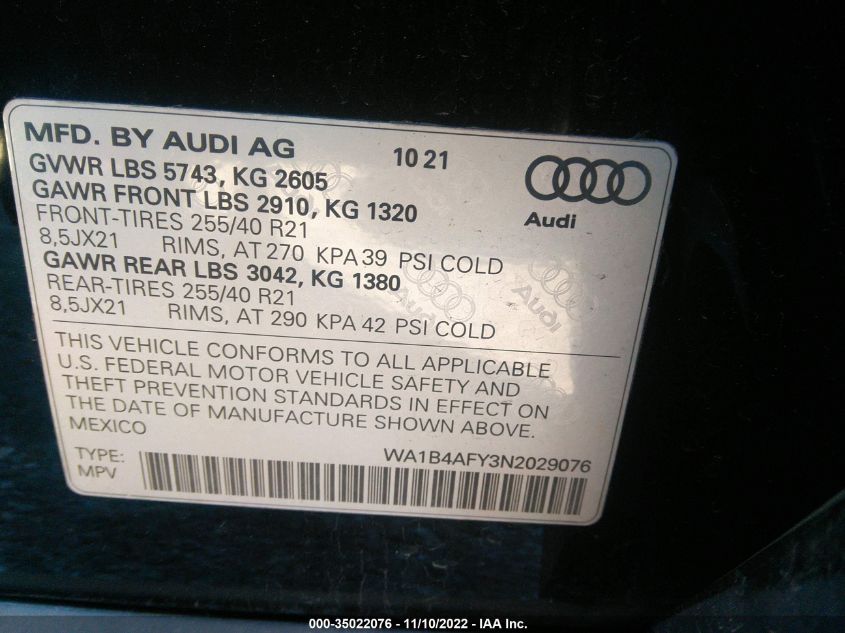 MFD. BY AUDI AG 10 21
GVWR LBS 5743, KG 2605
GAWR FRONT LBS 2910, KG 1320
FRONT-TIRES 255/40 R21
8,5JX21 RIMS, AT 270 KPA 39 PSI COLD
GAWR REAR LBS 3042, KG 1380
REAR-TIRES 255/40 R21
8,5JX21 RIMS, AT 290 KPA 42 PSI COLD
Audi
Audi
Audi
THIS VEHICLE CONFORMS TO ALL APPLICABLE
U.S. FEDERAL MOTOR VEHICLE SAFETY AND
THEFT PREVENTION STANDARDS IN EFFECT ON
THE DATE OF MANUFACTURE SHOWN ABOVE.
MEXICO
TYPE: WA1B4AFY3N2029076
MPV
000-35022076 - 11/10/2022 - IAA Inc.